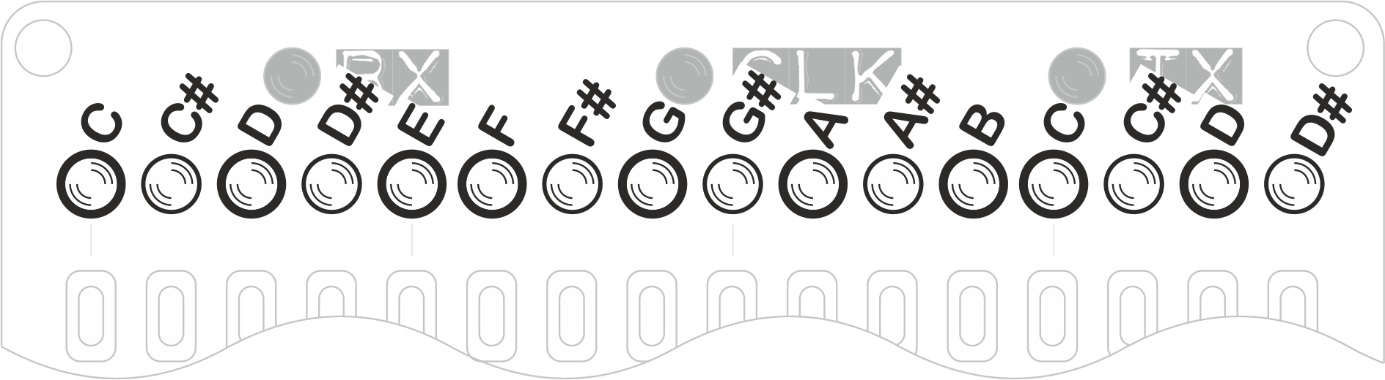 RX CLK TX
C C# D D# E F F# G G# A A# B C C# D D#